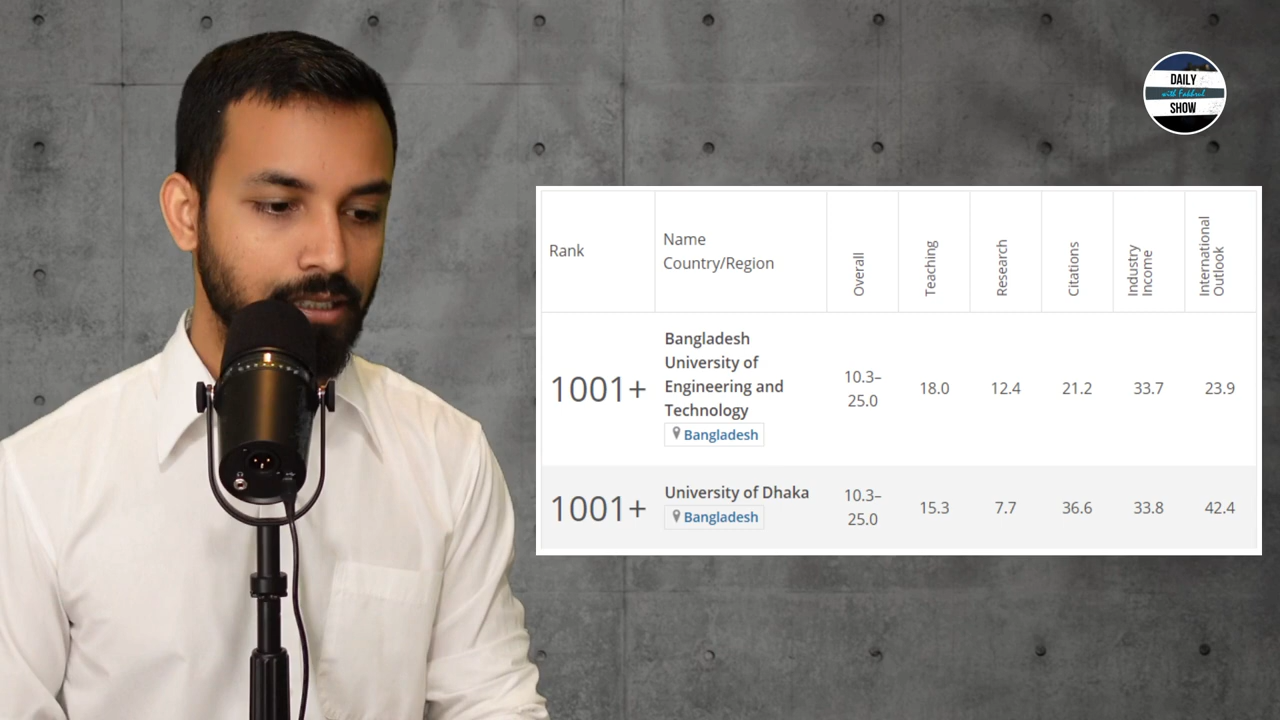 DAILY
with Fakhrul
SHOW
Rank
Name
Country/Region
Overall
Teaching
Research
Citations
Industry
Income
International
Outlook
1001+
Bangladesh
University of
Engineering and
Technology
Bangladesh
10.3–
25.0
18.0
12.4
21.2
33.7
23.9
1001+
University of Dhaka
Bangladesh
10.3–
25.0
15.3
7.7
36.6
33.8
42.4